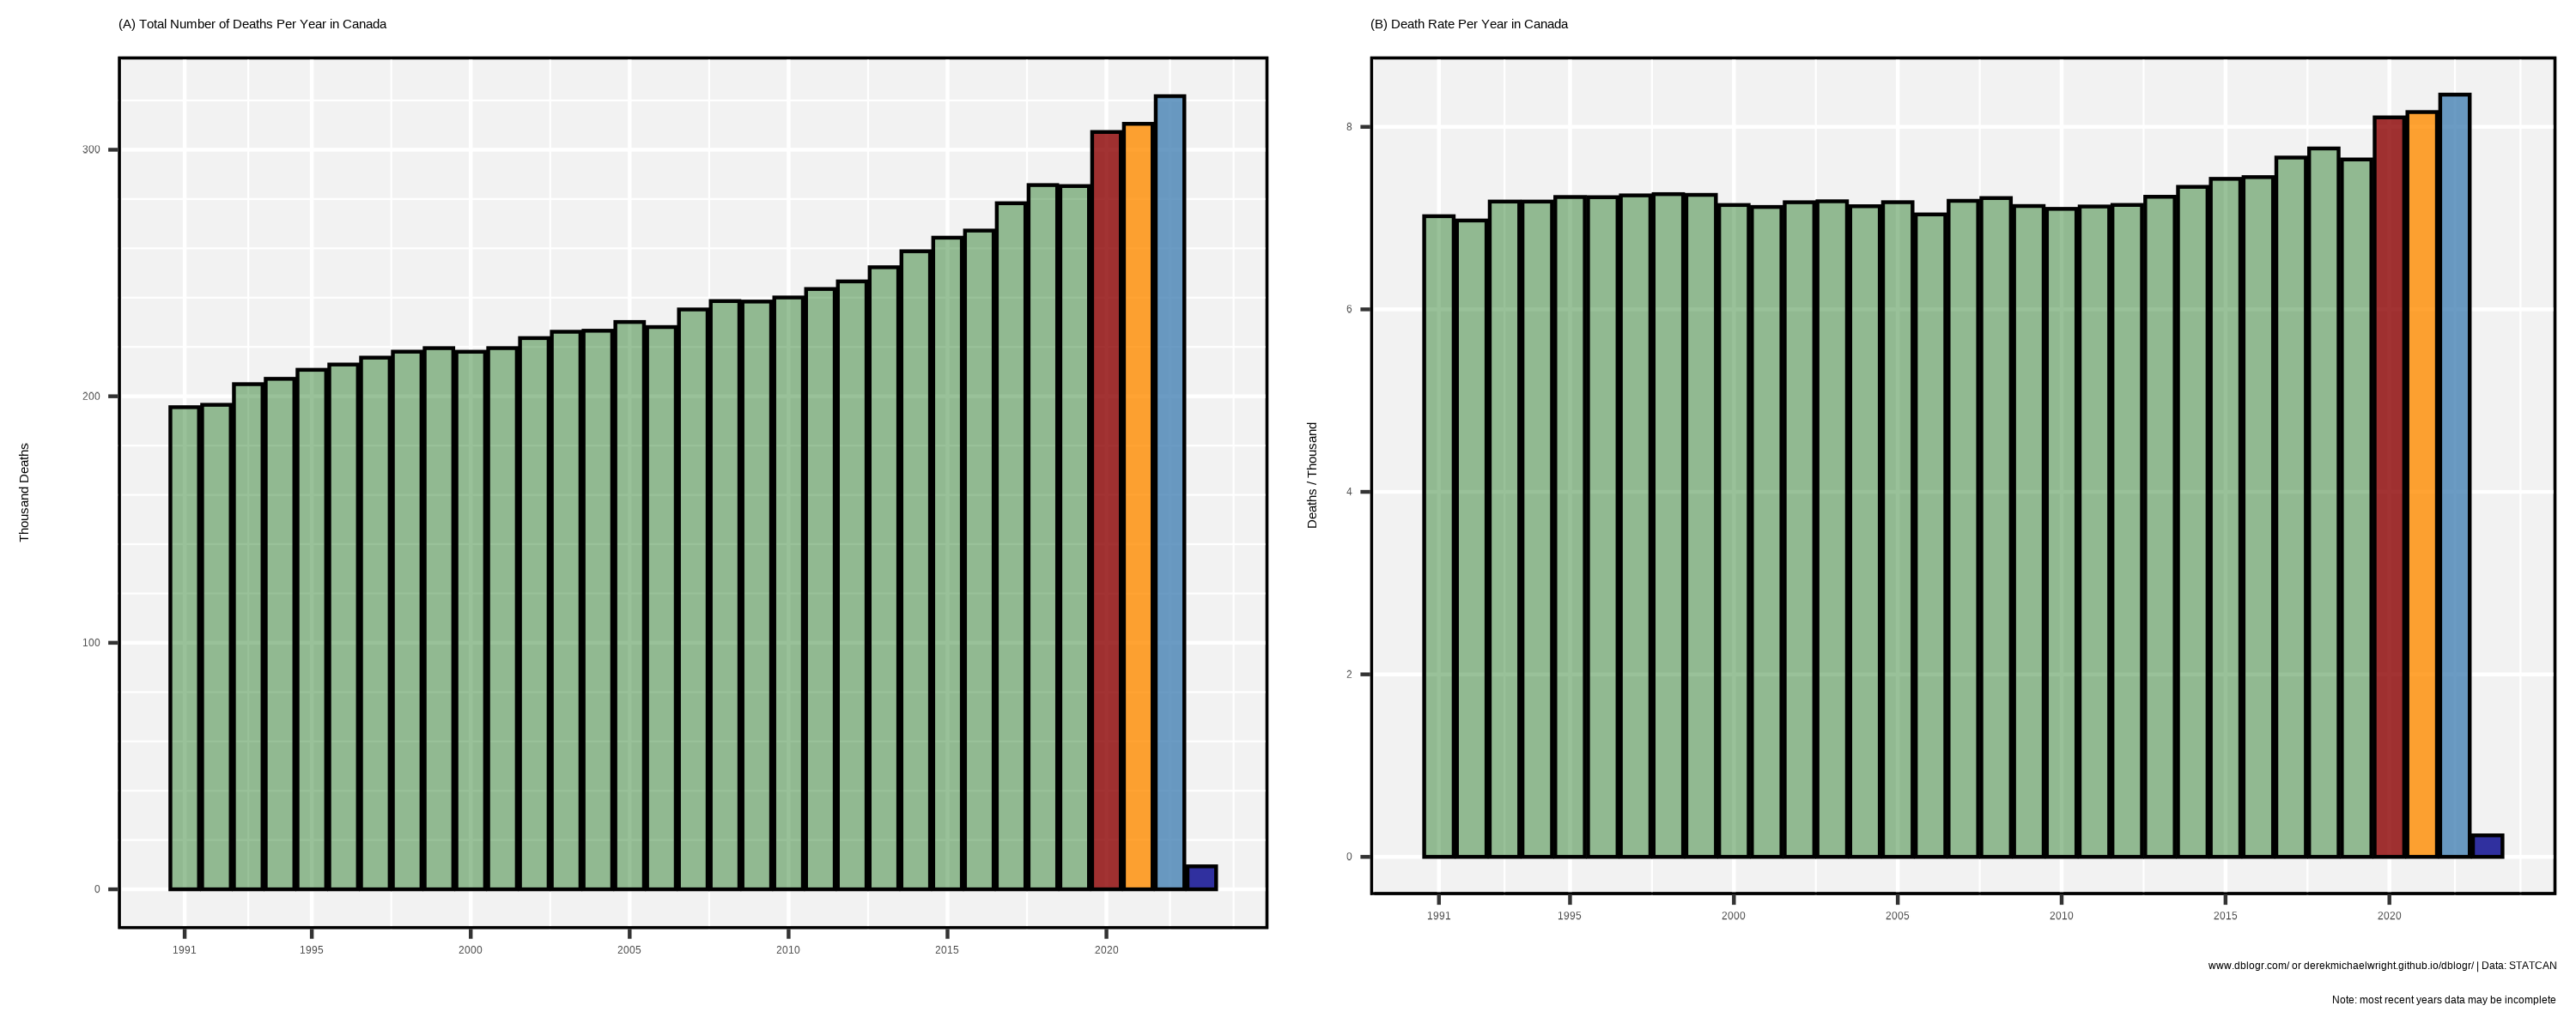 (A) Total Number of Deaths Per Year in Canada
Thousand Deaths
300
200
100
0
1991 1995 2000 2005 2010 2015 2020
(B) Death Rate Per Year in Canada
Deaths / Thousand
8
6
4
2
0
1991 1995 2000 2005 2010 2015 2020
www.dblogr.com/ or derekmichaelwright.github.io/dblogr/ | Data: STATCAN
Note: most recent years data may be incomplete